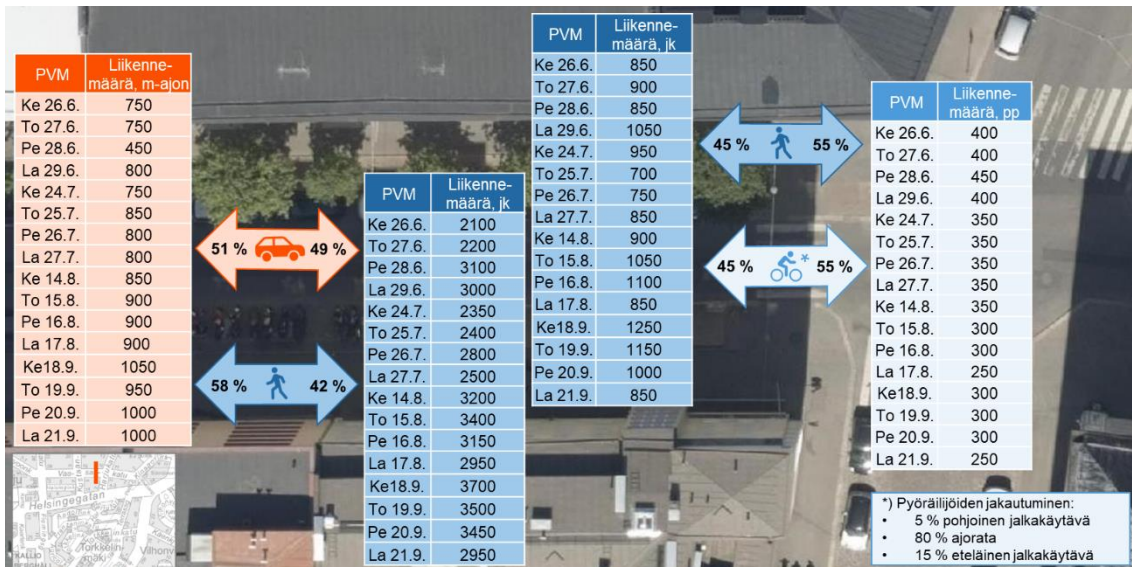 PVM Liikenne-
määrä, m-ajon
Ke 26.6. 750
To 27.6. 750
Pe 28.6. 450
La 29.6. 800
Ke 24.7. 750
To 25.7. 850
Pe 26.7. 800
La 27.7. 800
Ke 14.8. 850
To 15.8. 900
Pe 16.8. 900
La 17.8. 900
Ke18.9. 1050
To 19.9. 950
Pe 20.9. 1000
La 21.9. 1000
51 % 49 %
58 % 42 %
PVM Liikenne-
määrä, jk
Ke 26.6. 2100
To 27.6. 2200
Pe 28.6. 3100
La 29.6. 3000
Ke 24.7. 2350
To 25.7. 2400
Pe 26.7. 2800
La 27.7. 2500
Ke 14.8. 3200
To 15.8. 3400
Pe 16.8. 3150
La 17.8. 2950
Ke18.9. 3700
To 19.9. 3500
Pe 20.9. 3450
La 21.9. 2950
PVM Liikenne-
määrä, jk
Ke 26.6. 850
To 27.6. 900
Pe 28.6. 850
La 29.6. 1050
Ke 24.7. 950
To 25.7. 700
Pe 26.7. 750
La 27.7. 850
Ke 14.8. 900
To 15.8. 1050
Pe 16.8. 1100
La 17.8. 850
Ke18.9. 1250
To 19.9. 1150
Pe 20.9. 1000
La 21.9. 850
45 % 55 %
45 % * 55 %
PVM Liikenne-
määrä, pp
Ke 26.6. 400
To 27.6. 400
Pe 28.6. 450
La 29.6. 400
Ke 24.7. 350
To 25.7. 350
Pe 26.7. 350
La 27.7. 350
Ke 14.8. 350
To 15.8. 300
Pe 16.8. 300
La 17.8. 250
Ke18.9. 300
To 19.9. 300
Pe 20.9. 300
La 21.9. 250
*) Pyöräilijöiden jakautuminen:
• 5 % pohjoinen jalkakäytävä
• 80 % ajorata
• 15 % eteläinen jalkakäytävä
Helsingegatan
Torkkelin-
mäki
Vilhonv
KALLIO